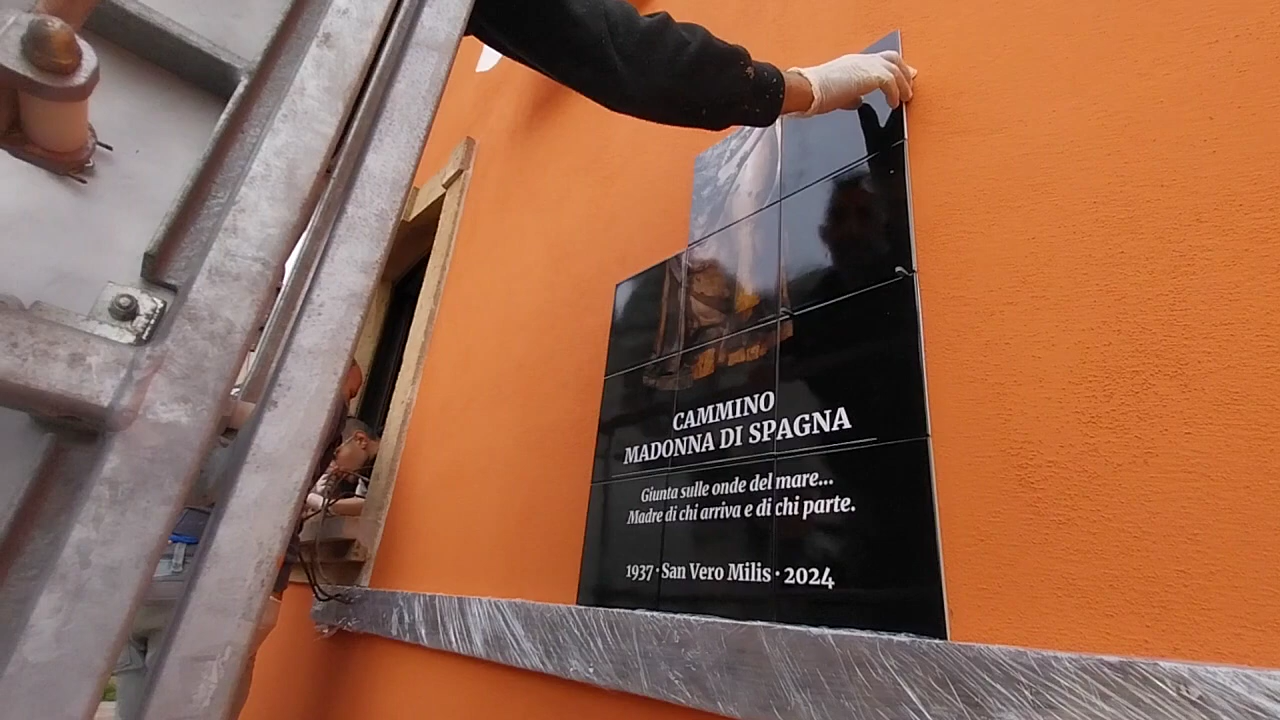 CAMMINO
MADONNA DI SPAGNA
Giunta sulle onde del mare...
Madre di chi arriva e di chi parte.
1937 · San Vero Milis · 2024